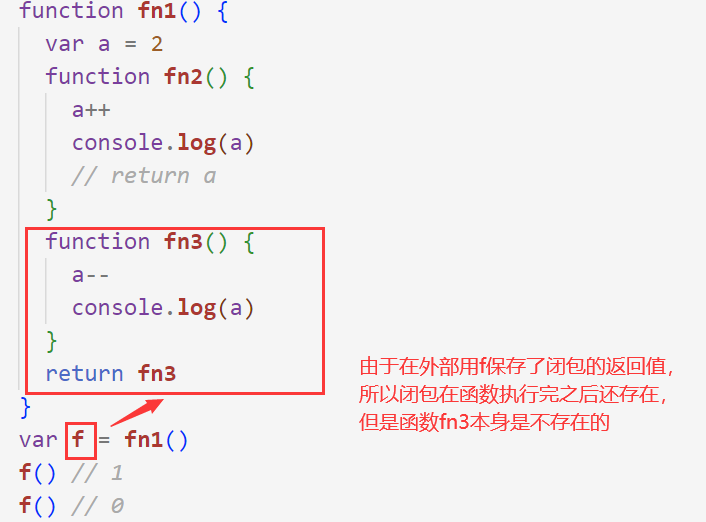 function fn1() {
  var a = 2
  function fn2() {
    a++
    console.log(a)
    // return a
  }
  function fn3() {
    a--
    console.log(a)
  }
  return fn3
}
var f = fn1()
f() // 1
f() // 0
由于在外部用f保存了闭包的返回值，
所以闭包在函数执行完之后还存在，
但是函数fn3本身是不存在的